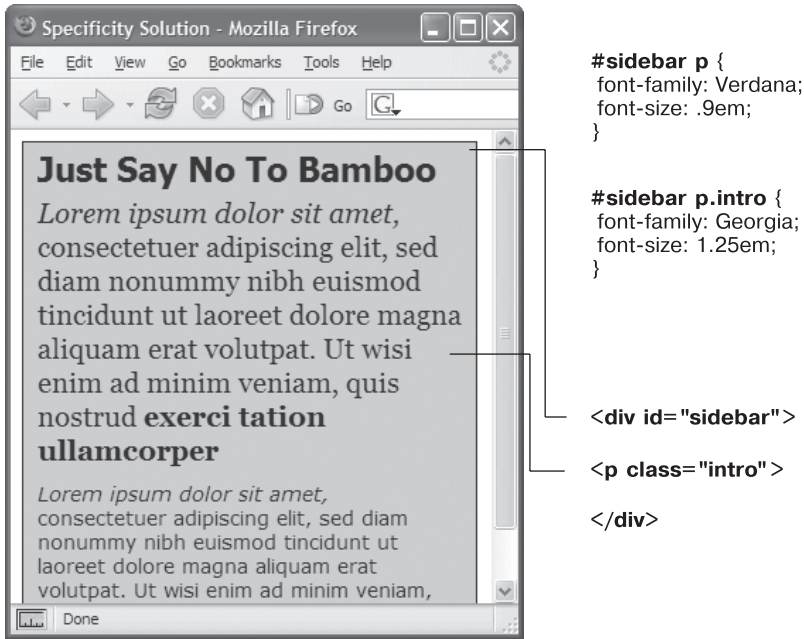 Specificity Solution - Mozilla Firefox
File Edit View Go Bookmarks Tools Help
Go G
Just Say No To Bamboo
Lorem ipsum dolor sit amet,
consectetuer adipiscing elit, sed
diam nonummy nibh euismod
tincidunt ut laoreet dolore magna
aliquam erat volutpat. Ut wisi
enim ad minim veniam, quis
nostrud exerci tation
ullamcorper
Lorem ipsum dolor sit amet,
consectetuer adipiscing elit, sed diam
nonummy nibh euismod tincidunt ut
laoreet dolore magna aliquam erat
volutpat. Ut wisi enim ad minim veniam,
Done
#sidebar p {
font-family: Verdana;
font-size: .9em;
}
#sidebar p.intro {
font-family: Georgia;
font-size: 1.25em;
}
<div id="sidebar">
<p class="intro">
</div>